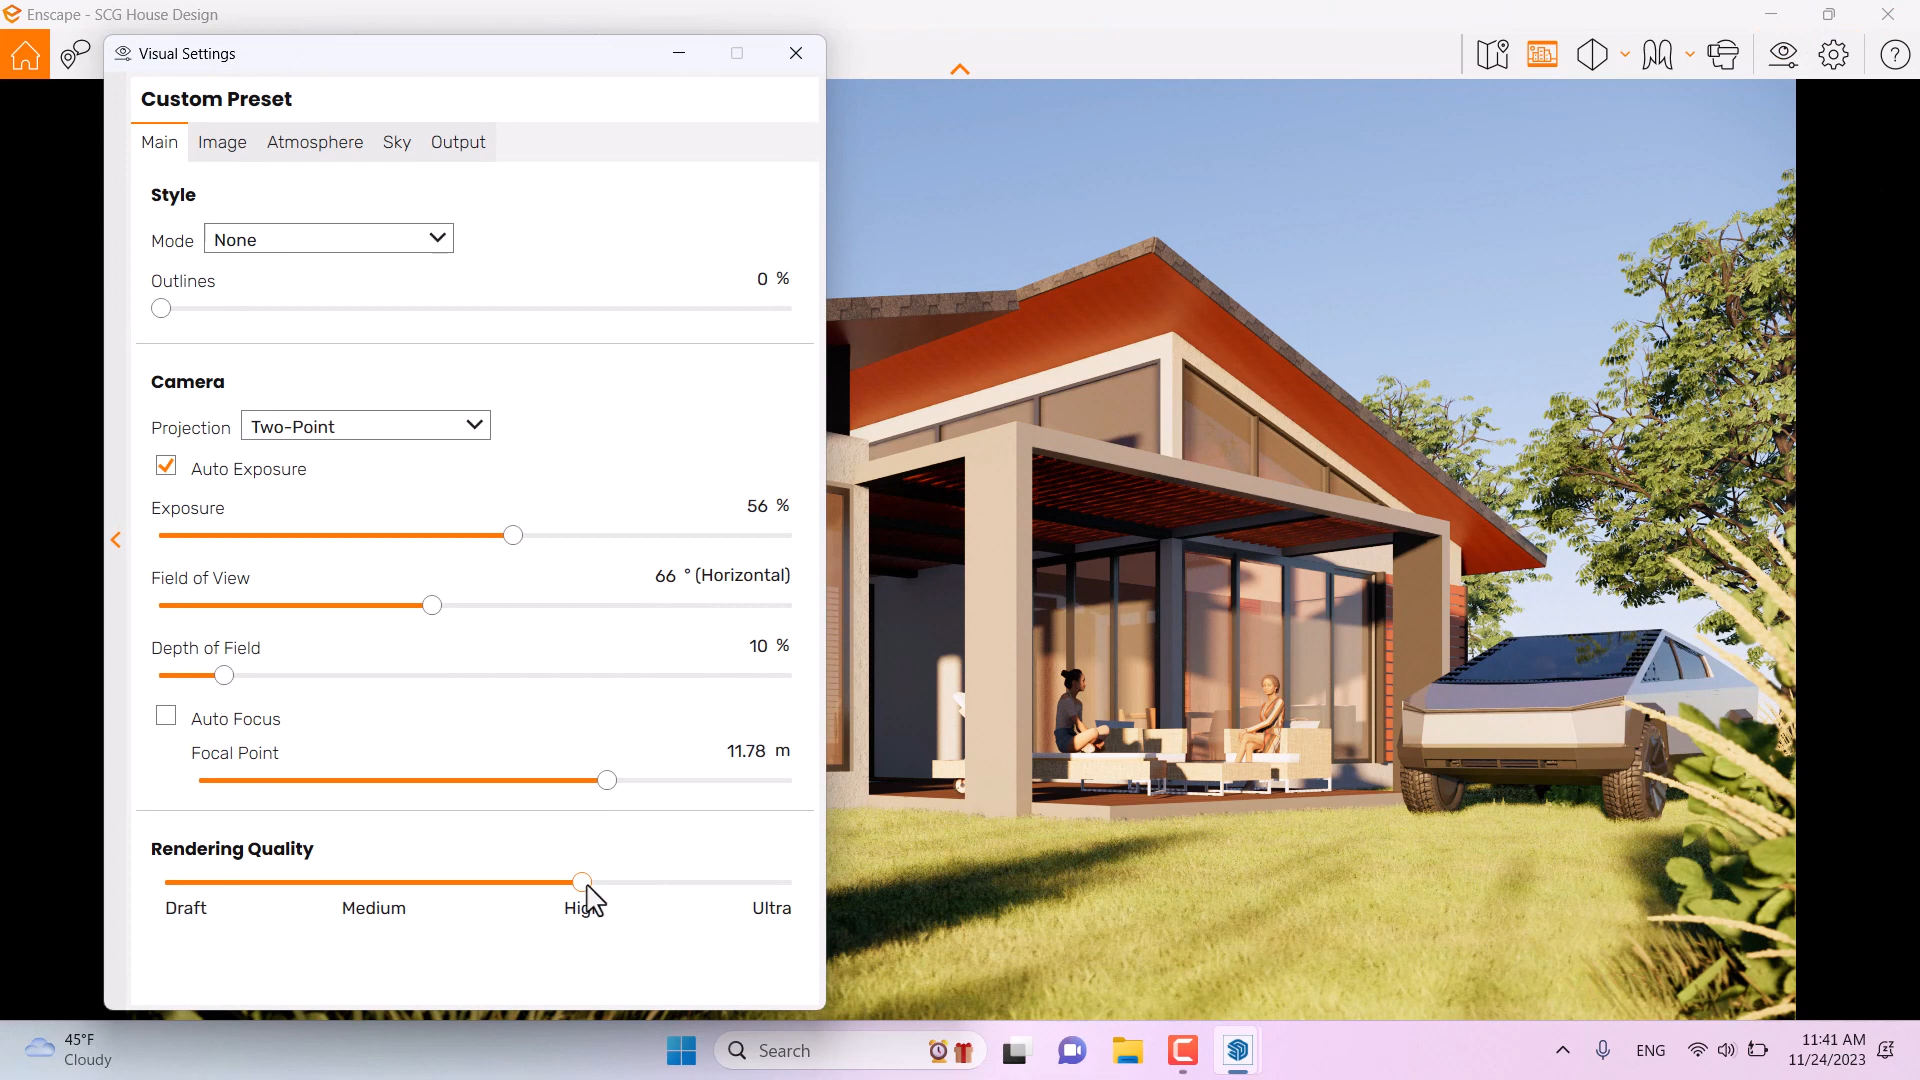 Enscape - SCG House Design
Visual Settings
Custom Preset
Main Image Atmosphere Sky Output
Style
Mode None
Outlines 0 %
Camera
Projection Two-Point
Auto Exposure
Exposure 56 %
Field of View 66 ° (Horizontal)
Depth of Field 10 %
Auto Focus
Focal Point 11.78 m
Rendering Quality
Draft Medium High Ultra
45°F
Cloudy
Search
ENG
11:41 AM
11/24/2023